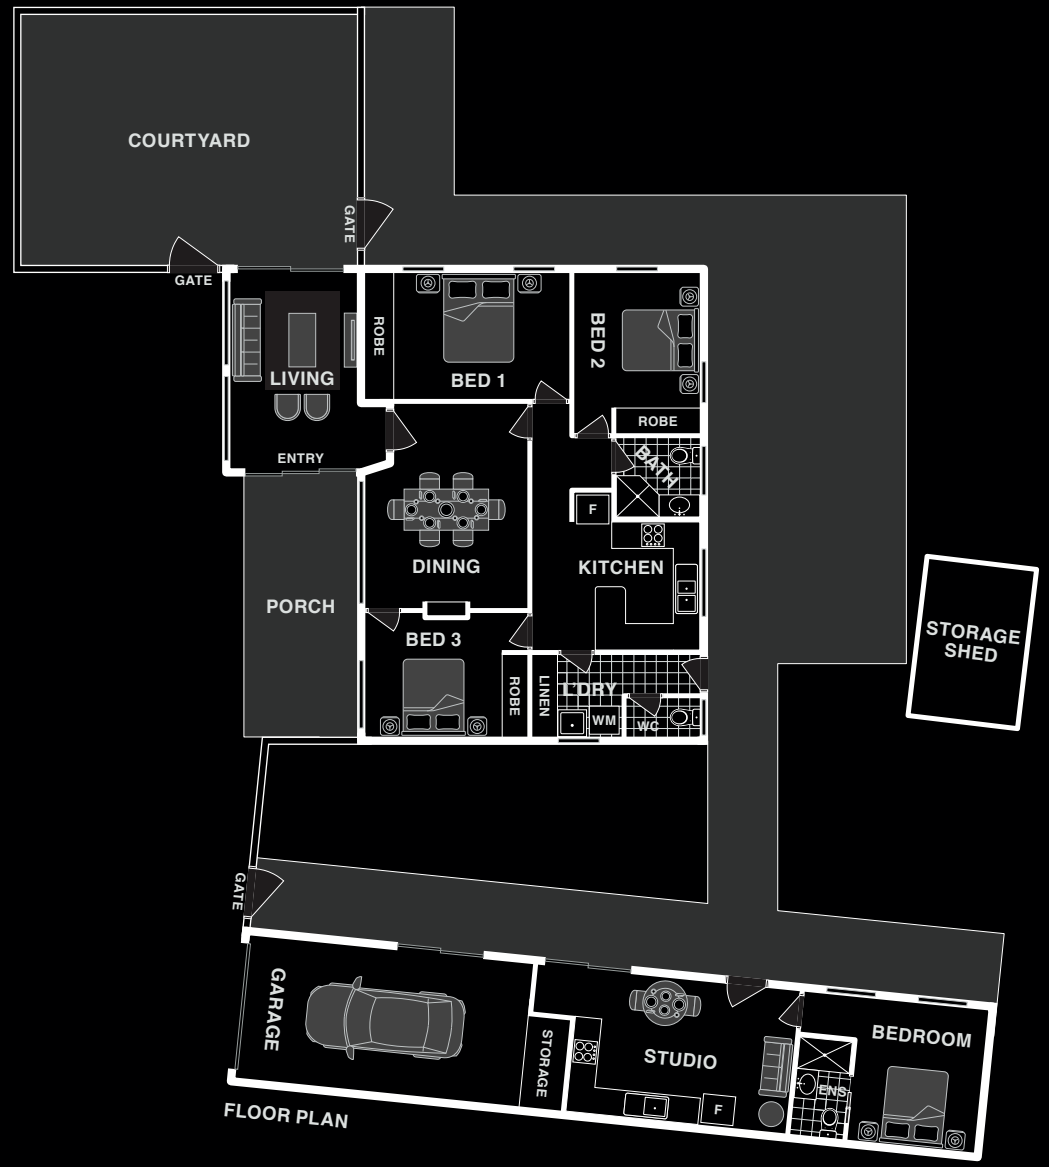 COURTYARD
GATE
GATE
ROBE
BED 1
BED 2
LIVING
ROBE
ENTRY
BATH
F
DINING
KITCHEN
PORCH
STORAGE
SHED
BED 3
ROBE
LINEN
L'DRY
WM
WC
GATE
GARAGE
STORAGE
STUDIO
BEDROOM
ENS
F
FLOOR PLAN